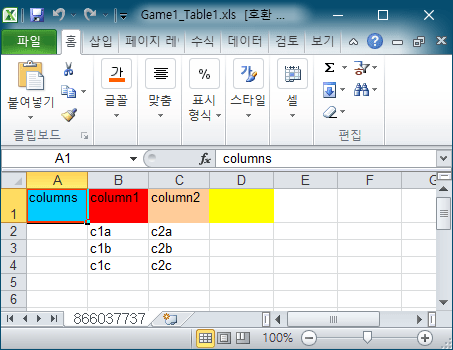 Game1_Table1.xls [호환 ...
파일 홈 삽입 페이지 레 수식 데이터 검토 보기
붙여넣기 글꼴 맞춤 표시 형식 스타일 셀
클립보드 편집
A1 fx columns
A B C D E F G
1 columns column1 column2
2 c1a c2a
3 c1b c2b
4 c1c c2c
5
6
866037737
100%